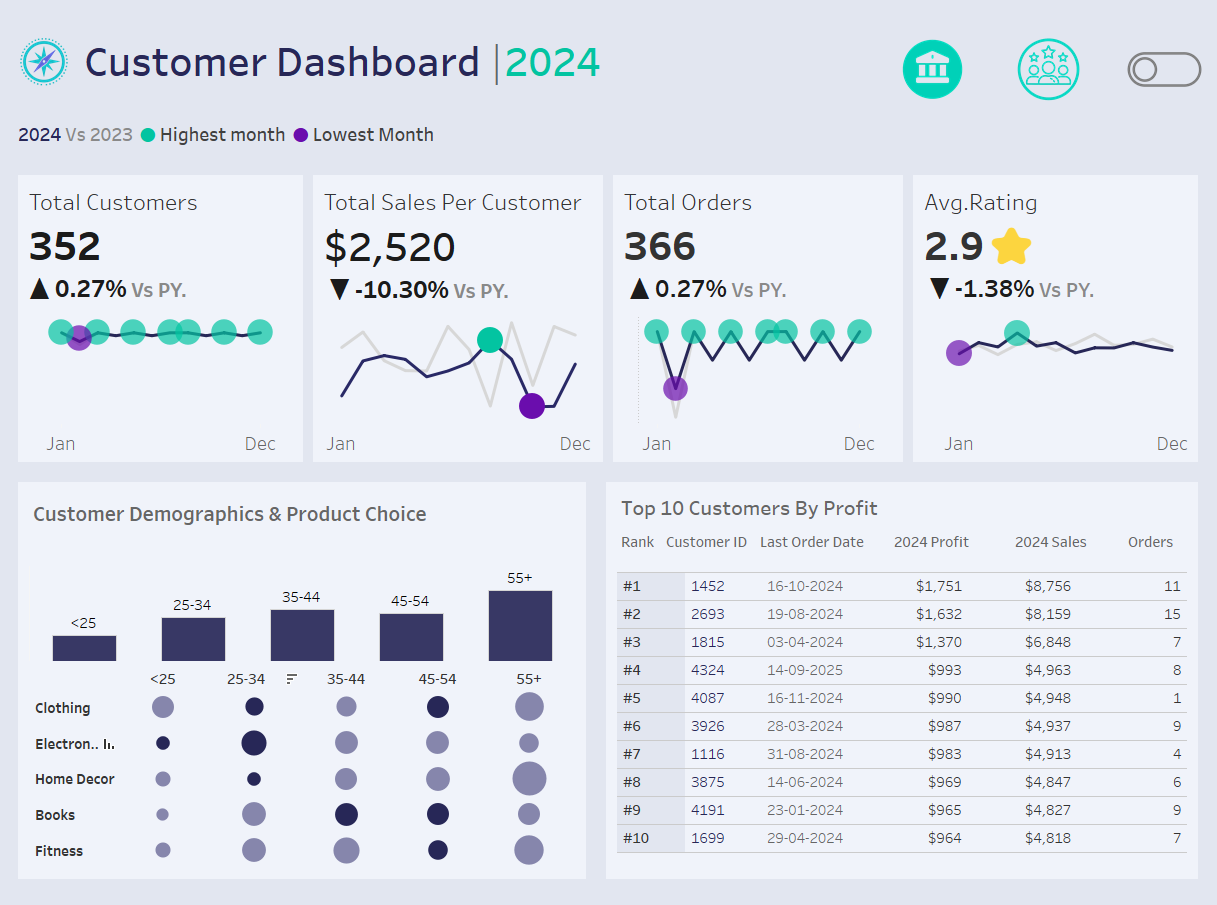 Customer Dashboard |2024
2024 Vs 2023 Highest month Lowest Month
Total Customers
352
▲ 0.27% Vs PY.
Jan Dec
Total Sales Per Customer
$2,520
▼ -10.30% Vs PY.
Jan Dec
Total Orders
366
▲ 0.27% Vs PY.
Jan Dec
Avg.Rating
2.9
▼ -1.38% Vs PY.
Jan Dec
Customer Demographics & Product Choice
<25 25-34 35-44 45-54 55+
<25 25-34 35-44 45-54 55+
Clothing
Electron..
Home Decor
Books
Fitness
Top 10 Customers By Profit
Rank Customer ID Last Order Date 2024 Profit 2024 Sales Orders
#1 1452 16-10-2024 $1,751 $8,756 11
#2 2693 19-08-2024 $1,632 $8,159 15
#3 1815 03-04-2024 $1,370 $6,848 7
#4 4324 14-09-2025 $993 $4,963 8
#5 4087 16-11-2024 $990 $4,948 1
#6 3926 28-03-2024 $987 $4,937 9
#7 1116 31-08-2024 $983 $4,913 4
#8 3875 14-06-2024 $969 $4,847 6
#9 4191 23-01-2024 $965 $4,827 9
#10 1699 29-04-2024 $964 $4,818 7